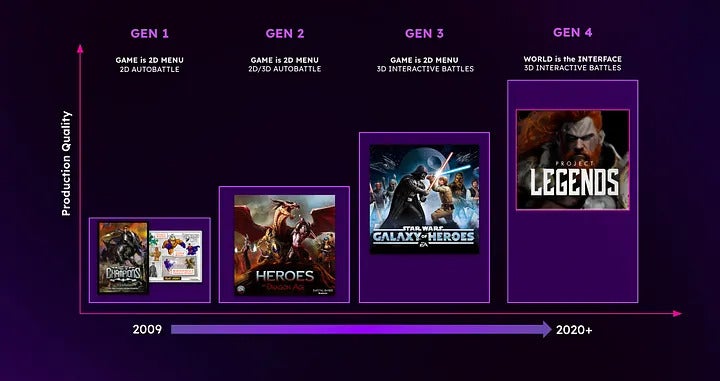 GEN 1
GAME is 2D MENU
2D AUTOBATTLE
GEN 2
GAME is 2D MENU
2D/3D AUTOBATTLE
GEN 3
GAME is 2D MENU
3D INTERACTIVE BATTLES
GEN 4
WORLD is the INTERFACE
3D INTERACTIVE BATTLES
Production Quality
CHAMPIONS
HEROES
DRAGON AGE
STAR WARS
GALAXY OF HEROES
EA
PROJECT
LEGENDS
2009
2020+